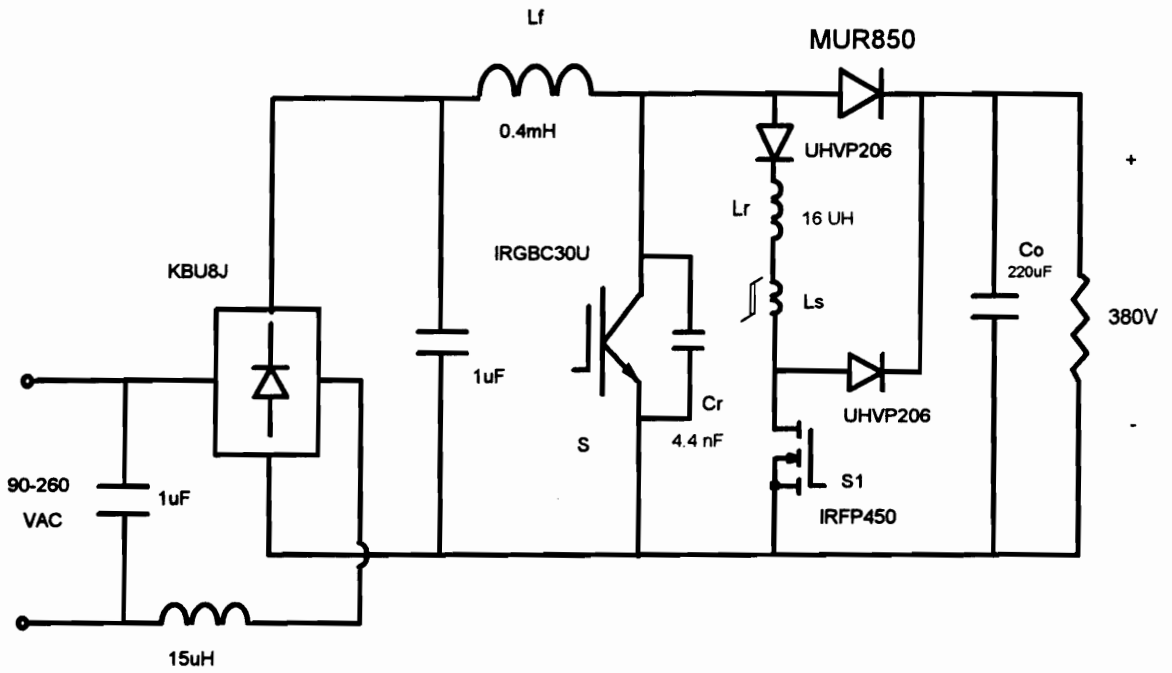 Lf
MUR850
0.4mH
UHVP206
Lr
16 UH
IRGBC30U
KBU8J
Co
220uF
+
Ls
380V
1uF
Cr
UHVP206
-
S
4.4 nF
90-260
VAC
1uF
S1
IRFP450
15uH